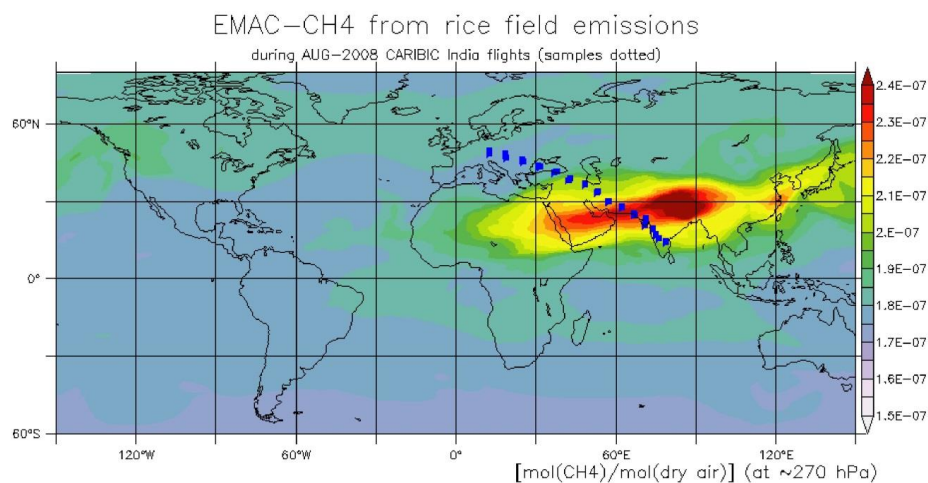 EMAC-CH4 from rice field emissions
during AUG-2008 CARIBIC India flights (samples dotted)
60°N
0°
60°S
120°W
60°W
0°
60°E
120°E
2.4E-07
2.3E-07
2.2E-07
2.1E-07
2E-07
1.9E-07
1.8E-07
1.7E-07
1.6E-07
1.5E-07
[mol(CH4)/mol(dry air)] (at ~270 hPa)